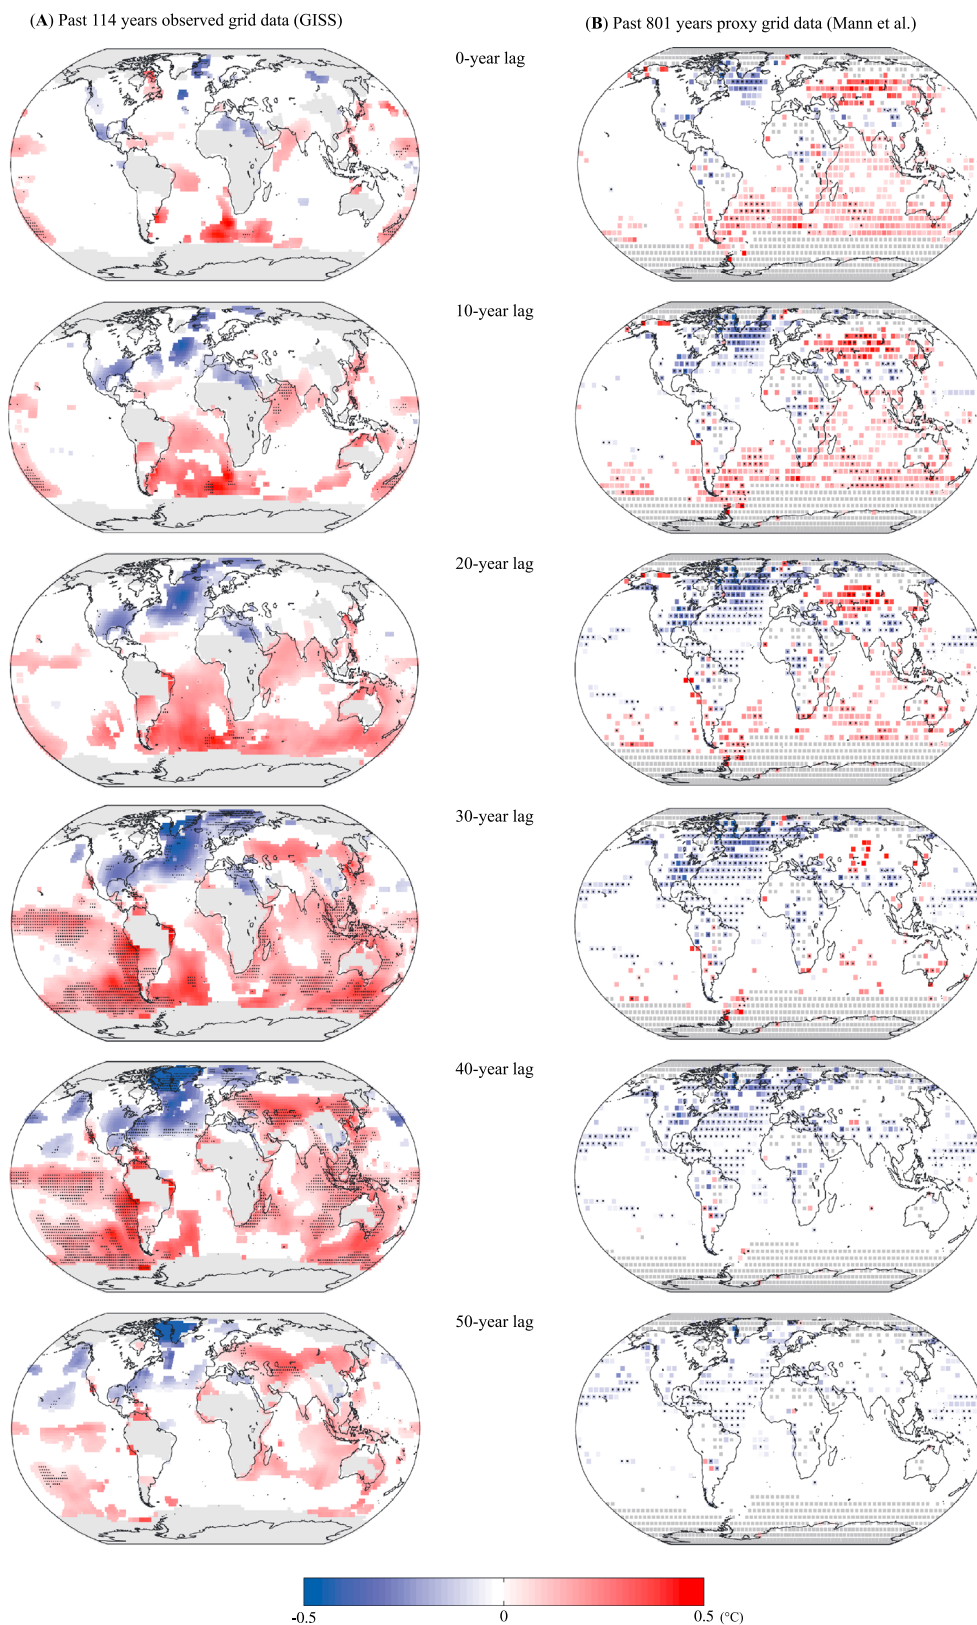 (A) Past 114 years observed grid data (GISS)
(B) Past 801 years proxy grid data (Mann et al.)
0-year lag
10-year lag
20-year lag
30-year lag
40-year lag
50-year lag
-0.5 0 0.5 (°C)